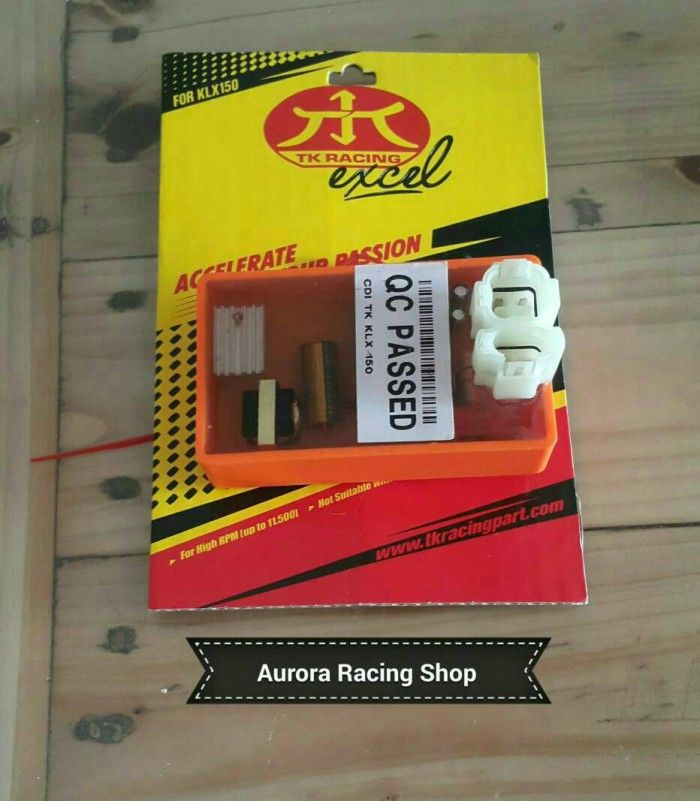 FOR KLX150
TK RACING
excel
ACCELERATE
YOUR PASSION
QC PASSED
CDI TK KLX 150
For High RPM [up to 11.500]
Not Suitable
www.tkracingpart.com
Aurora Racing Shop